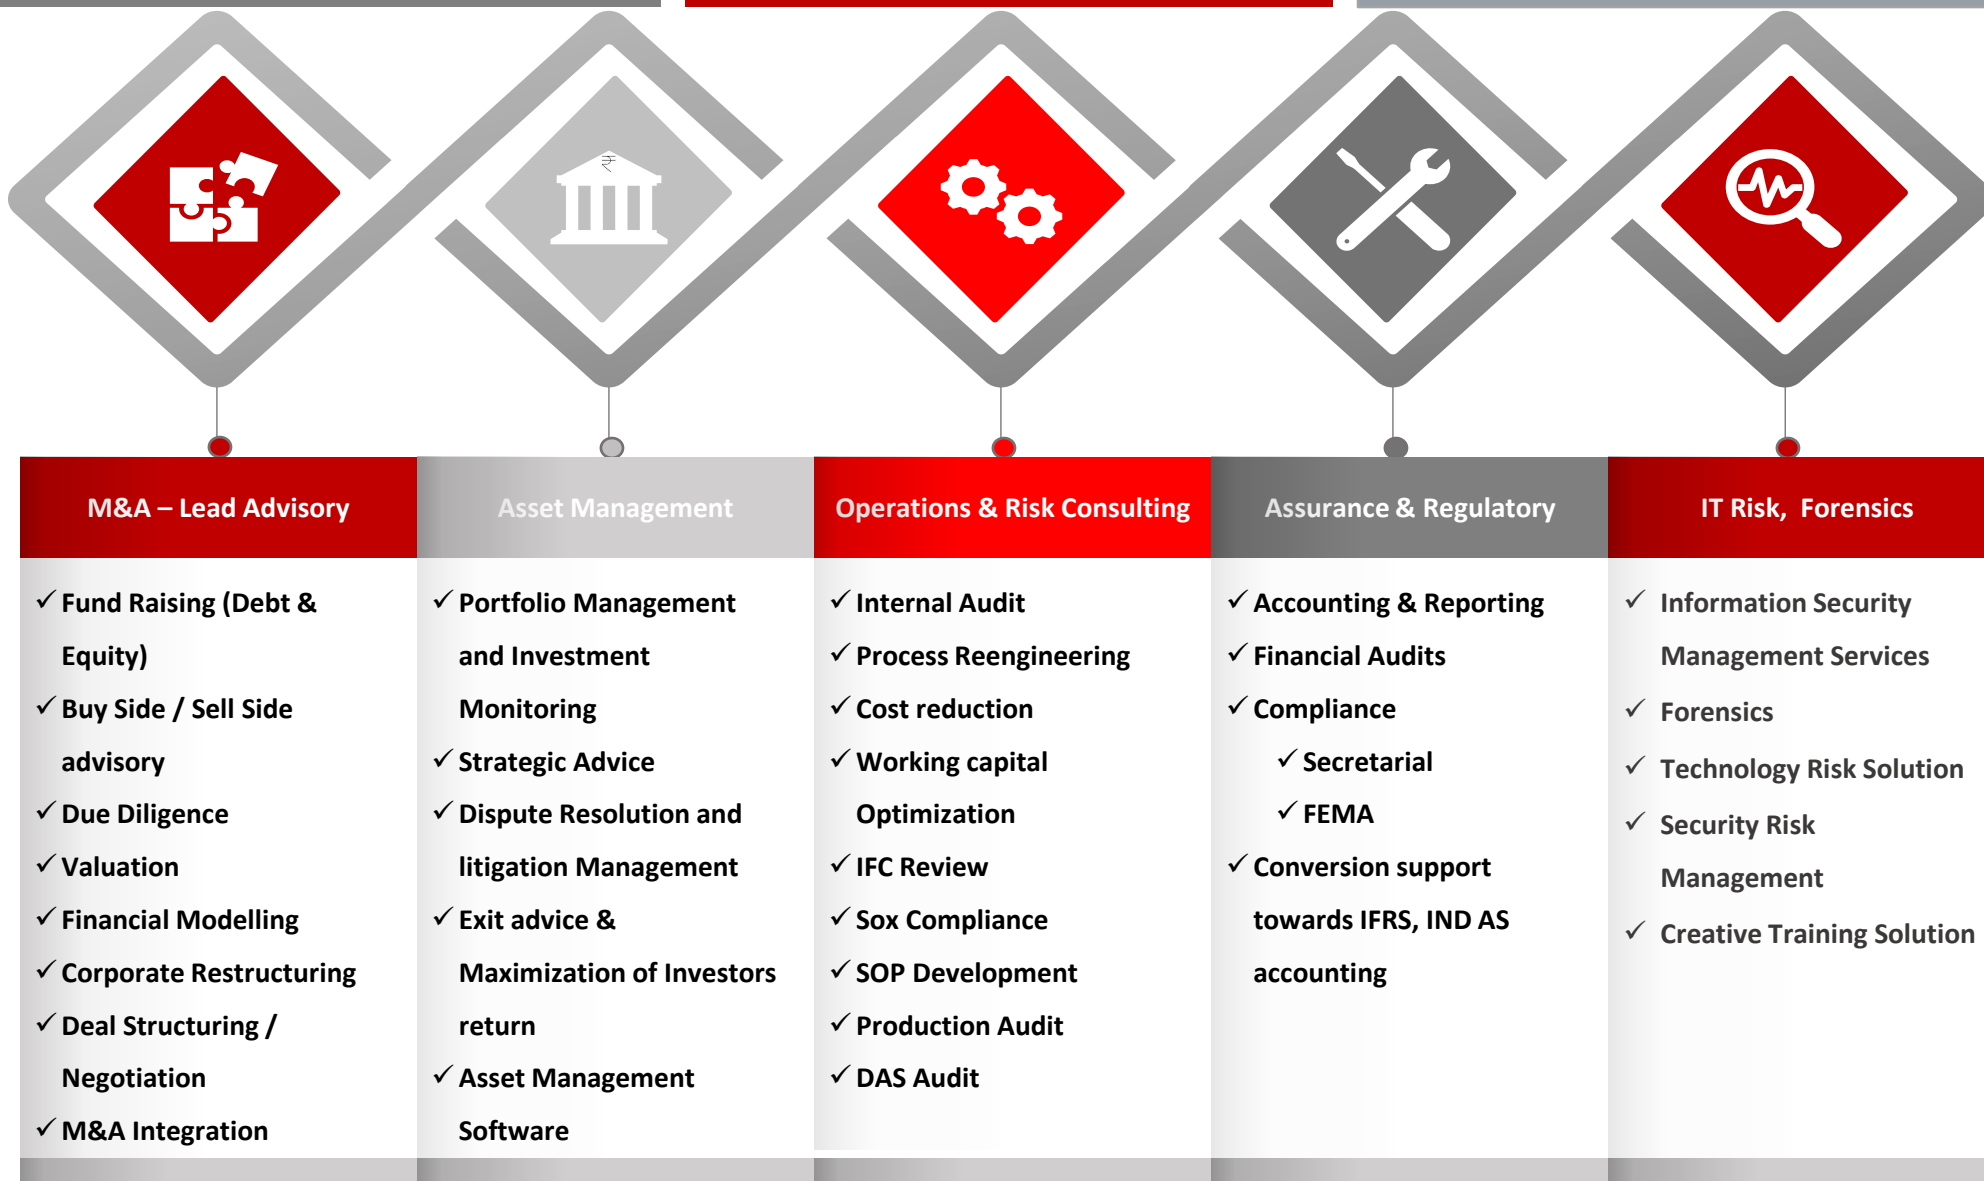 ₹
M&A – Lead Advisory
✓ Fund Raising (Debt &
Equity)
✓ Buy Side / Sell Side
advisory
✓ Due Diligence
✓ Valuation
✓ Financial Modelling
✓ Corporate Restructuring
✓ Deal Structuring /
Negotiation
✓ M&A Integration
Asset Management
✓ Portfolio Management
and Investment
Monitoring
✓ Strategic Advice
✓ Dispute Resolution and
litigation Management
✓ Exit advice &
Maximization of Investors
return
✓ Asset Management
Software
Operations & Risk Consulting
✓ Internal Audit
✓ Process Reengineering
✓ Cost reduction
✓ Working capital
Optimization
✓ IFC Review
✓ Sox Compliance
✓ SOP Development
✓ Production Audit
✓ DAS Audit
Assurance & Regulatory
✓ Accounting & Reporting
✓ Financial Audits
✓ Compliance
✓ Secretarial
✓ FEMA
✓ Conversion support
towards IFRS, IND AS
accounting
IT Risk, Forensics
✓ Information Security
Management Services
✓ Forensics
✓ Technology Risk Solution
✓ Security Risk
Management
✓ Creative Training Solution